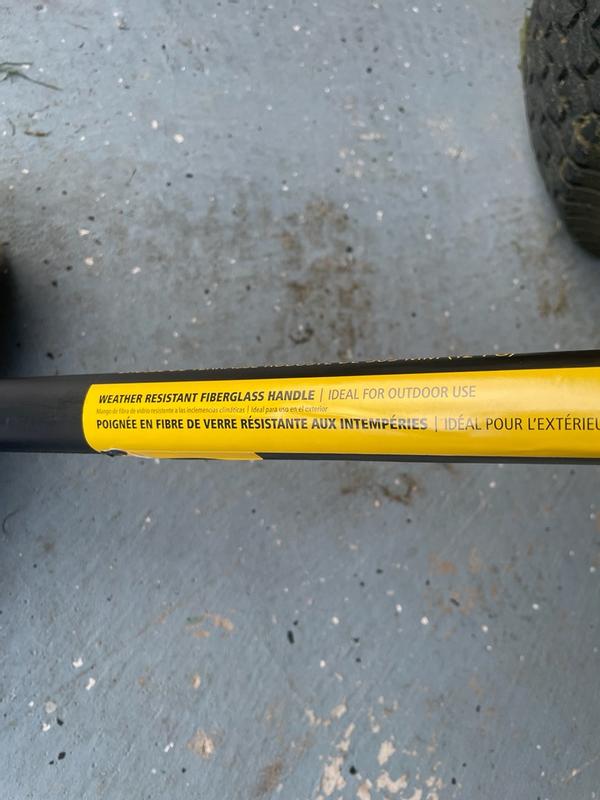 WEATHER RESISTANT FIBERGLASS HANDLE | IDEAL FOR OUTDOOR USE
Mango de fibra de vidrio resistente a las inclemencias climáticas | Ideal para uso en el exterior
POIGNÉE EN FIBRE DE VERRE RÉSISTANTE AUX INTEMPÉRIES | IDÉAL POUR L'EXTÉRIEU